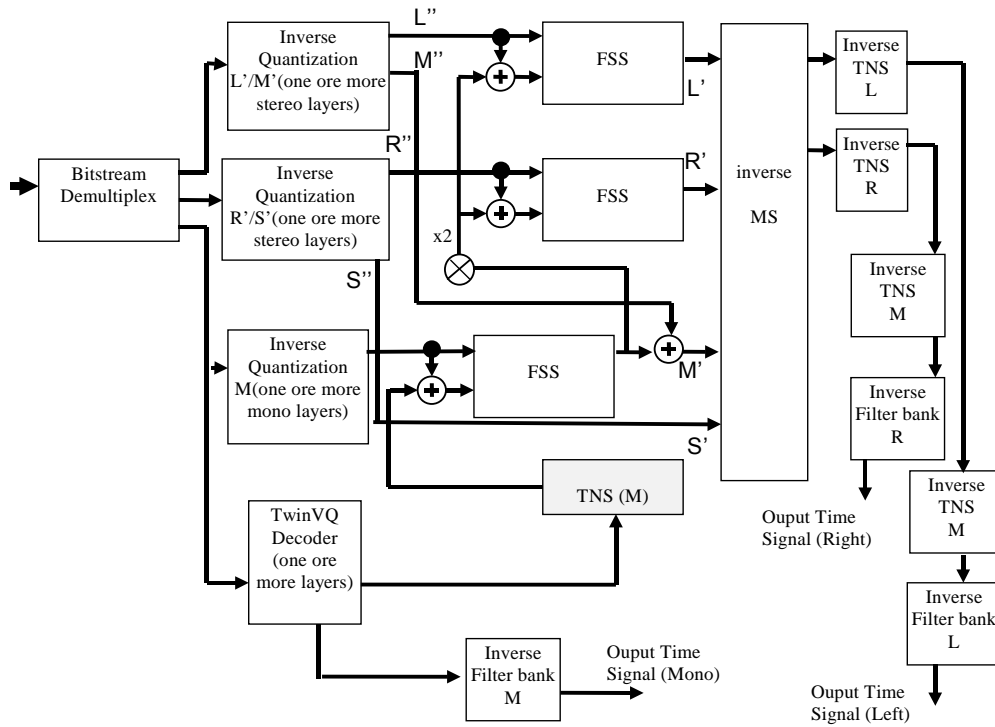 L''
Inverse
Quantization
L'/M'(one ore more
stereo layers)
M''
FSS
L'
Inverse
TNS
L
Bitstream
Demultiplex
R''
Inverse
Quantization
R'/S'(one ore more
stereo layers)
FSS
R'
inverse
MS
Inverse
TNS
R
x2
S''
Inverse
TNS
M
Inverse
Quantization
M(one ore more
mono layers)
FSS
M'
Inverse
Filter bank
R
S'
TNS (M)
TwinVQ
Decoder
(one ore
more layers)
Ouput Time
Signal (Right)
Inverse
TNS
M
Inverse
Filter bank
L
Inverse
Filter bank
M
Ouput Time
Signal (Mono)
Ouput Time
Signal (Left)